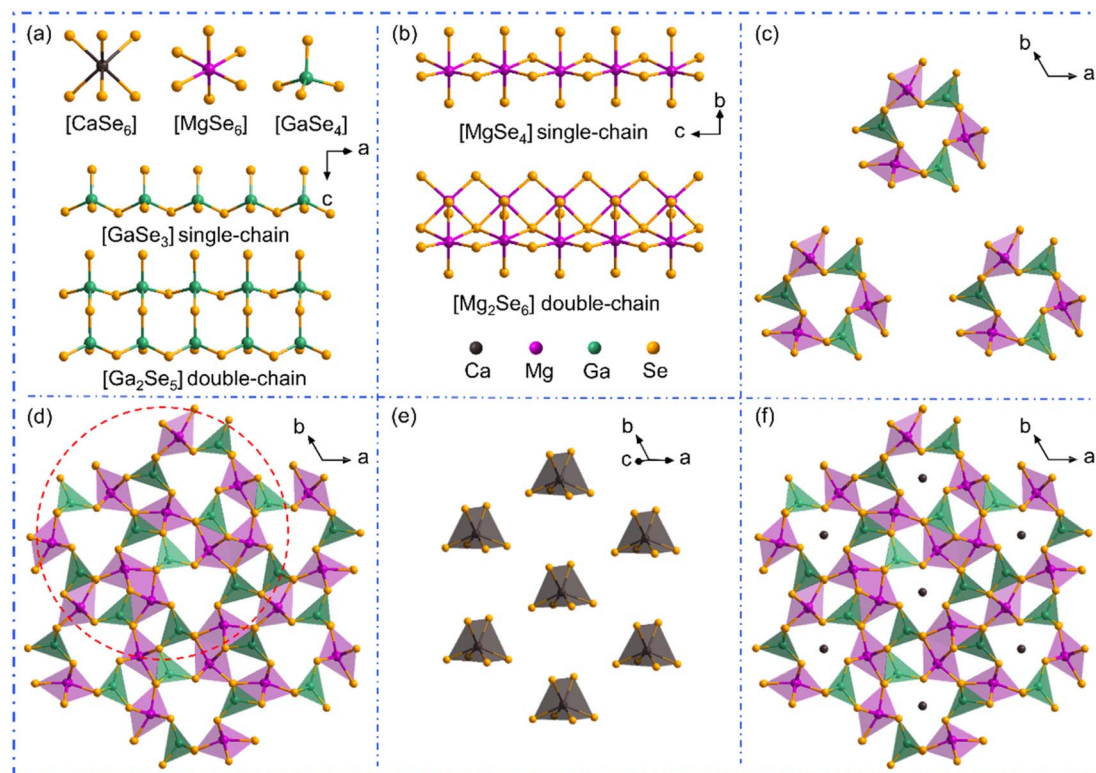 (a)
[CaSe6]
[MgSe6]
[GaSe4]
a
c
[GaSe3] single-chain
[Ga2Se5] double-chain
(b)
[MgSe4] single-chain
b
c
[Mg2Se6] double-chain
Ca Mg Ga Se
(c)
b
a
(d)
b
a
(e)
b
c
a
(f)
b
a